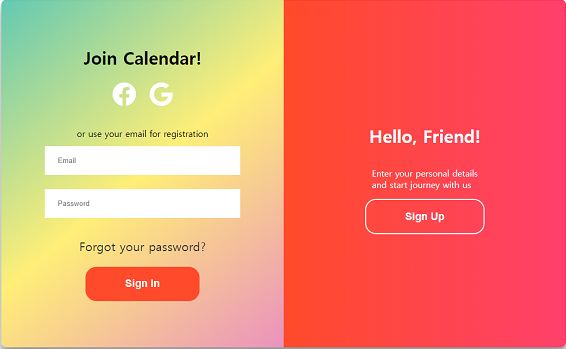 Join Calendar!
or use your email for registration
Email
Password
Forgot your password?
Sign In
Hello, Friend!
Enter your personal details
and start journey with us
Sign Up